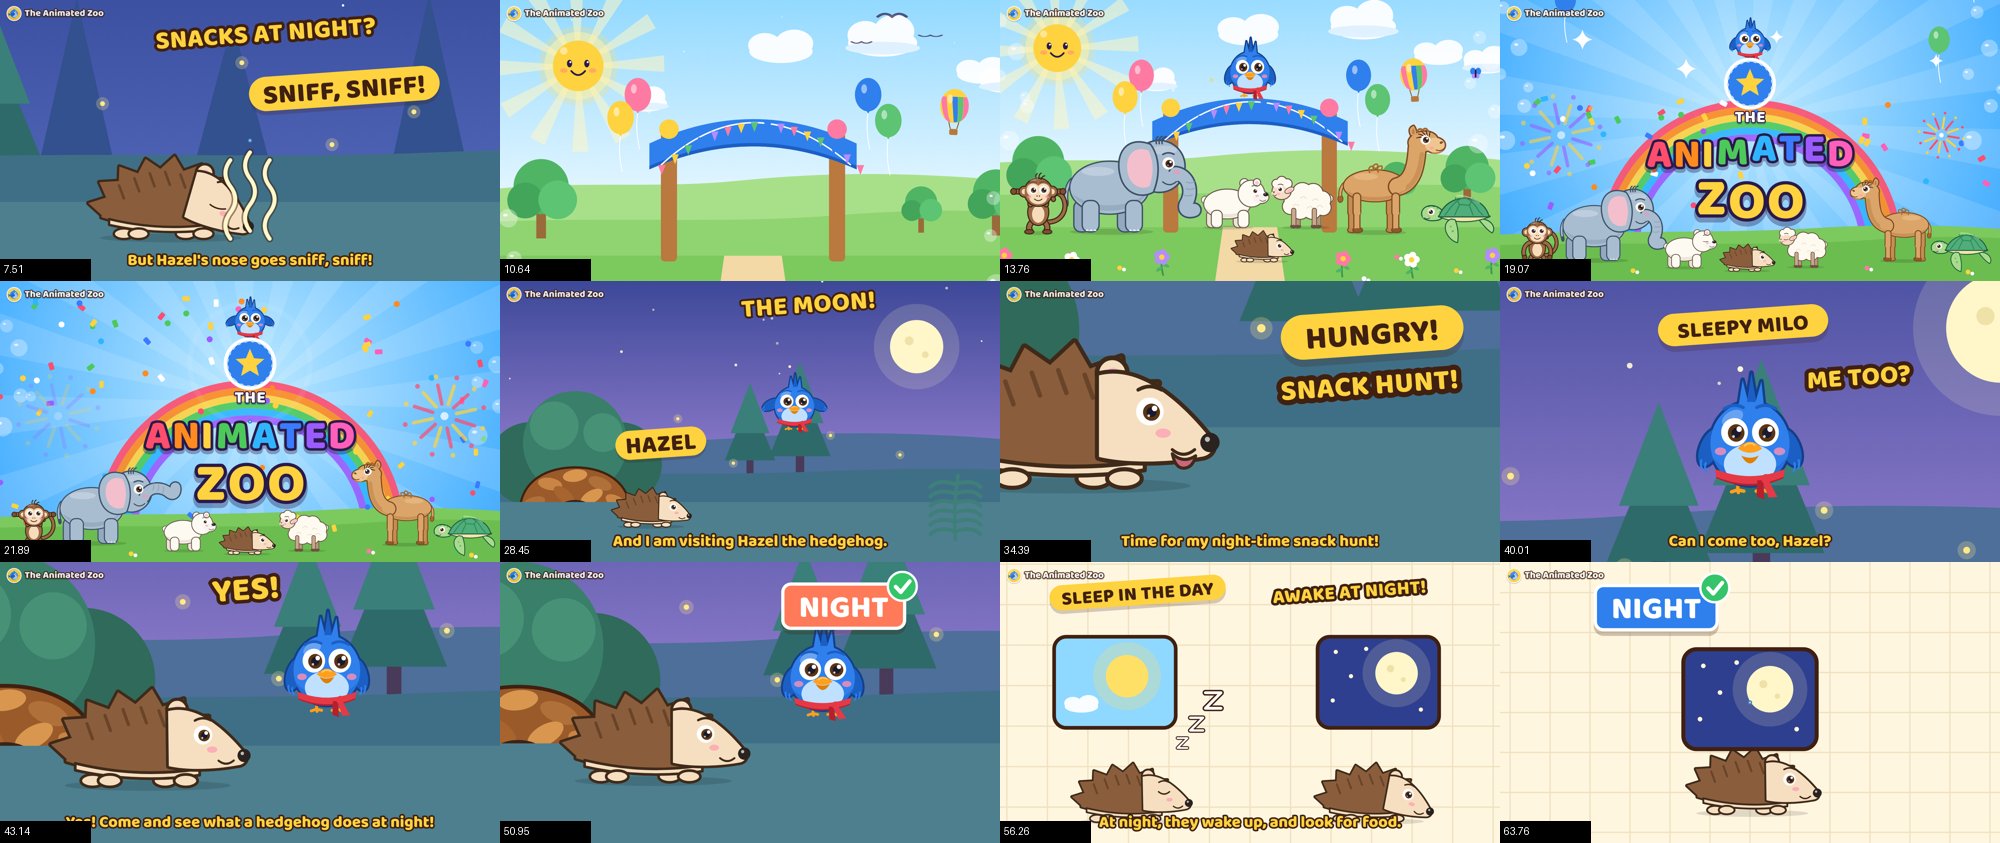 The Animated Zoo
SNACKS AT NIGHT?
SNIFF, SNIFF!
But Hazel's nose goes sniff, sniff!
7.51
The Animated Zoo
10.64
The Animated Zoo
13.76
The Animated Zoo
THE
ANIMATED
ZOO
19.07
The Animated Zoo
THE
ANIMATED
ZOO
21.89
The Animated Zoo
THE MOON!
HAZEL
And I am visiting Hazel the hedgehog.
28.45
The Animated Zoo
HUNGRY!
SNACK HUNT!
Time for my night-time snack hunt!
34.39
The Animated Zoo
SLEEPY MILO
ME TOO?
Can I come too, Hazel?
40.01
The Animated Zoo
YES!
Yes! Come and see what a hedgehog does at night!
43.14
The Animated Zoo
NIGHT
50.95
The Animated Zoo
SLEEP IN THE DAY
AWAKE AT NIGHT!
Z
Z
Z
At night, they wake up, and look for food.
56.26
The Animated Zoo
NIGHT
63.76